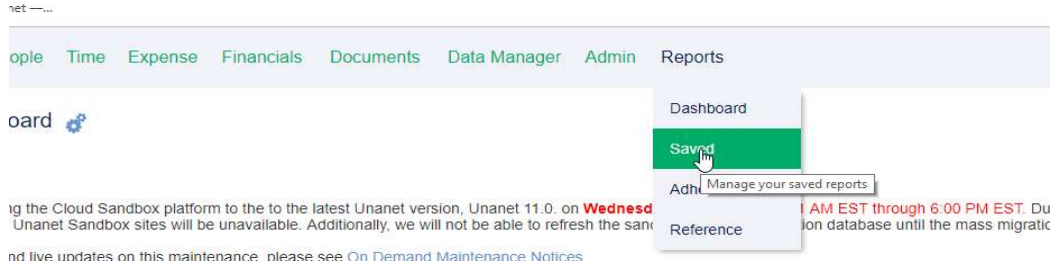 net —...
ople Time Expense Financials Documents Data Manager Admin Reports
oard
Dashboard
Saved
Manage your saved reports
Adh
Reference
ng the Cloud Sandbox platform to the to the latest Unanet version, Unanet 11.0. on Wednesd AM EST through 6:00 PM EST. Du
Unanet Sandbox sites will be unavailable. Additionally, we will not be able to refresh the sand ion database until the mass migratio
nd live updates on this maintenance, please see On Demand Maintenance Notices